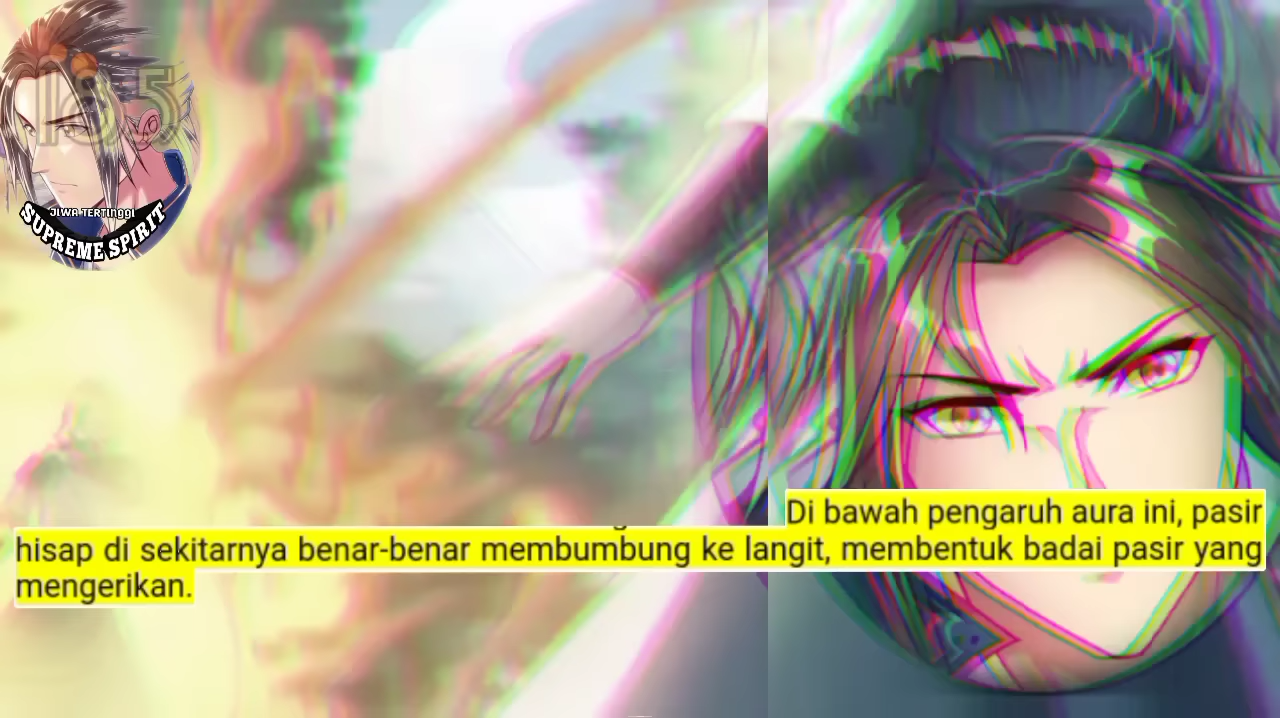 185
JIWA TERTINGGI
SUPREME SPIRIT
Di bawah pengaruh aura ini, pasir
hisap di sekitarnya benar-benar membumbung ke langit, membentuk badai pasir yang
mengerikan.